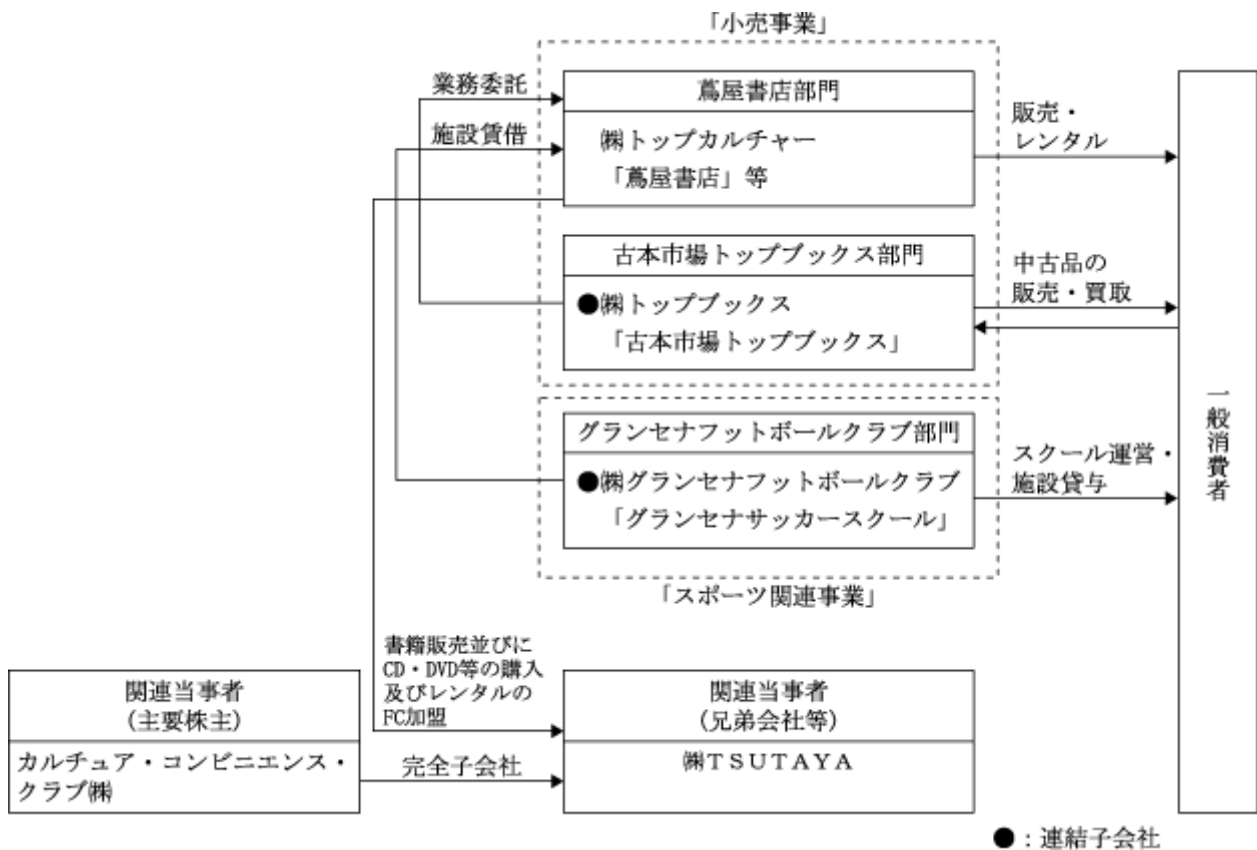 「小売事業」
業務委託
蔦屋書店部門
施設賃借
㈱トップカルチャー
「蔦屋書店」等
販売・
レンタル
古本市場トップブックス部門
●㈱トップブックス
「古本市場トップブックス」
中古品の
販売・買取
グランセナフットボールクラブ部門
●㈱グランセナフットボールクラブ
「グランセナサッカースクール」
スクール運営・
施設貸与
一般消費者
「スポーツ関連事業」
書籍販売並びに
CD・DVD等の購入
及びレンタルの
FC加盟
関連当事者
(主要株主)
カルチュア・コンビニエンス・
クラブ㈱
完全子会社
関連当事者
(兄弟会社等)
㈱TSUTAYA
●:連結子会社